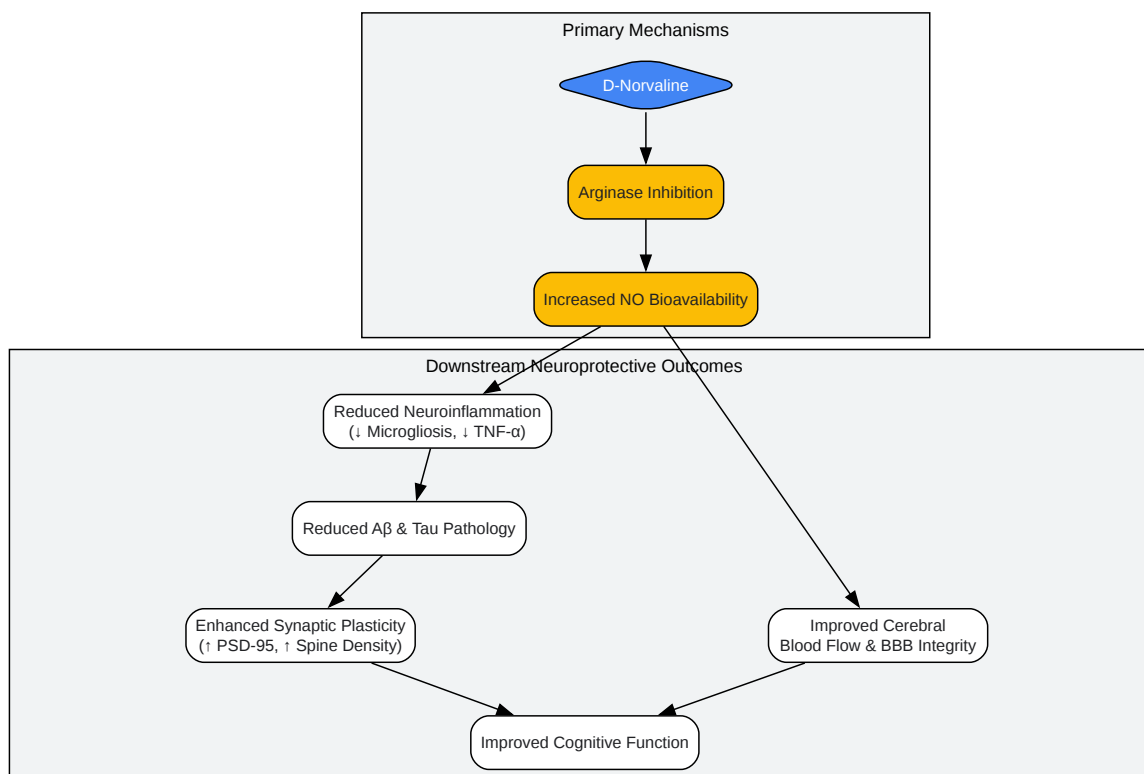 Primary Mechanisms
D-Norvaline
Arginase Inhibition
Increased NO Bioavailability
Downstream Neuroprotective Outcomes
Reduced Neuroinflammation
(↓ Microgliosis, ↓ TNF-α)
Reduced Aβ & Tau Pathology
Enhanced Synaptic Plasticity
(↑ PSD-95, ↑ Spine Density)
Improved Cerebral
Blood Flow & BBB Integrity
Improved Cognitive Function